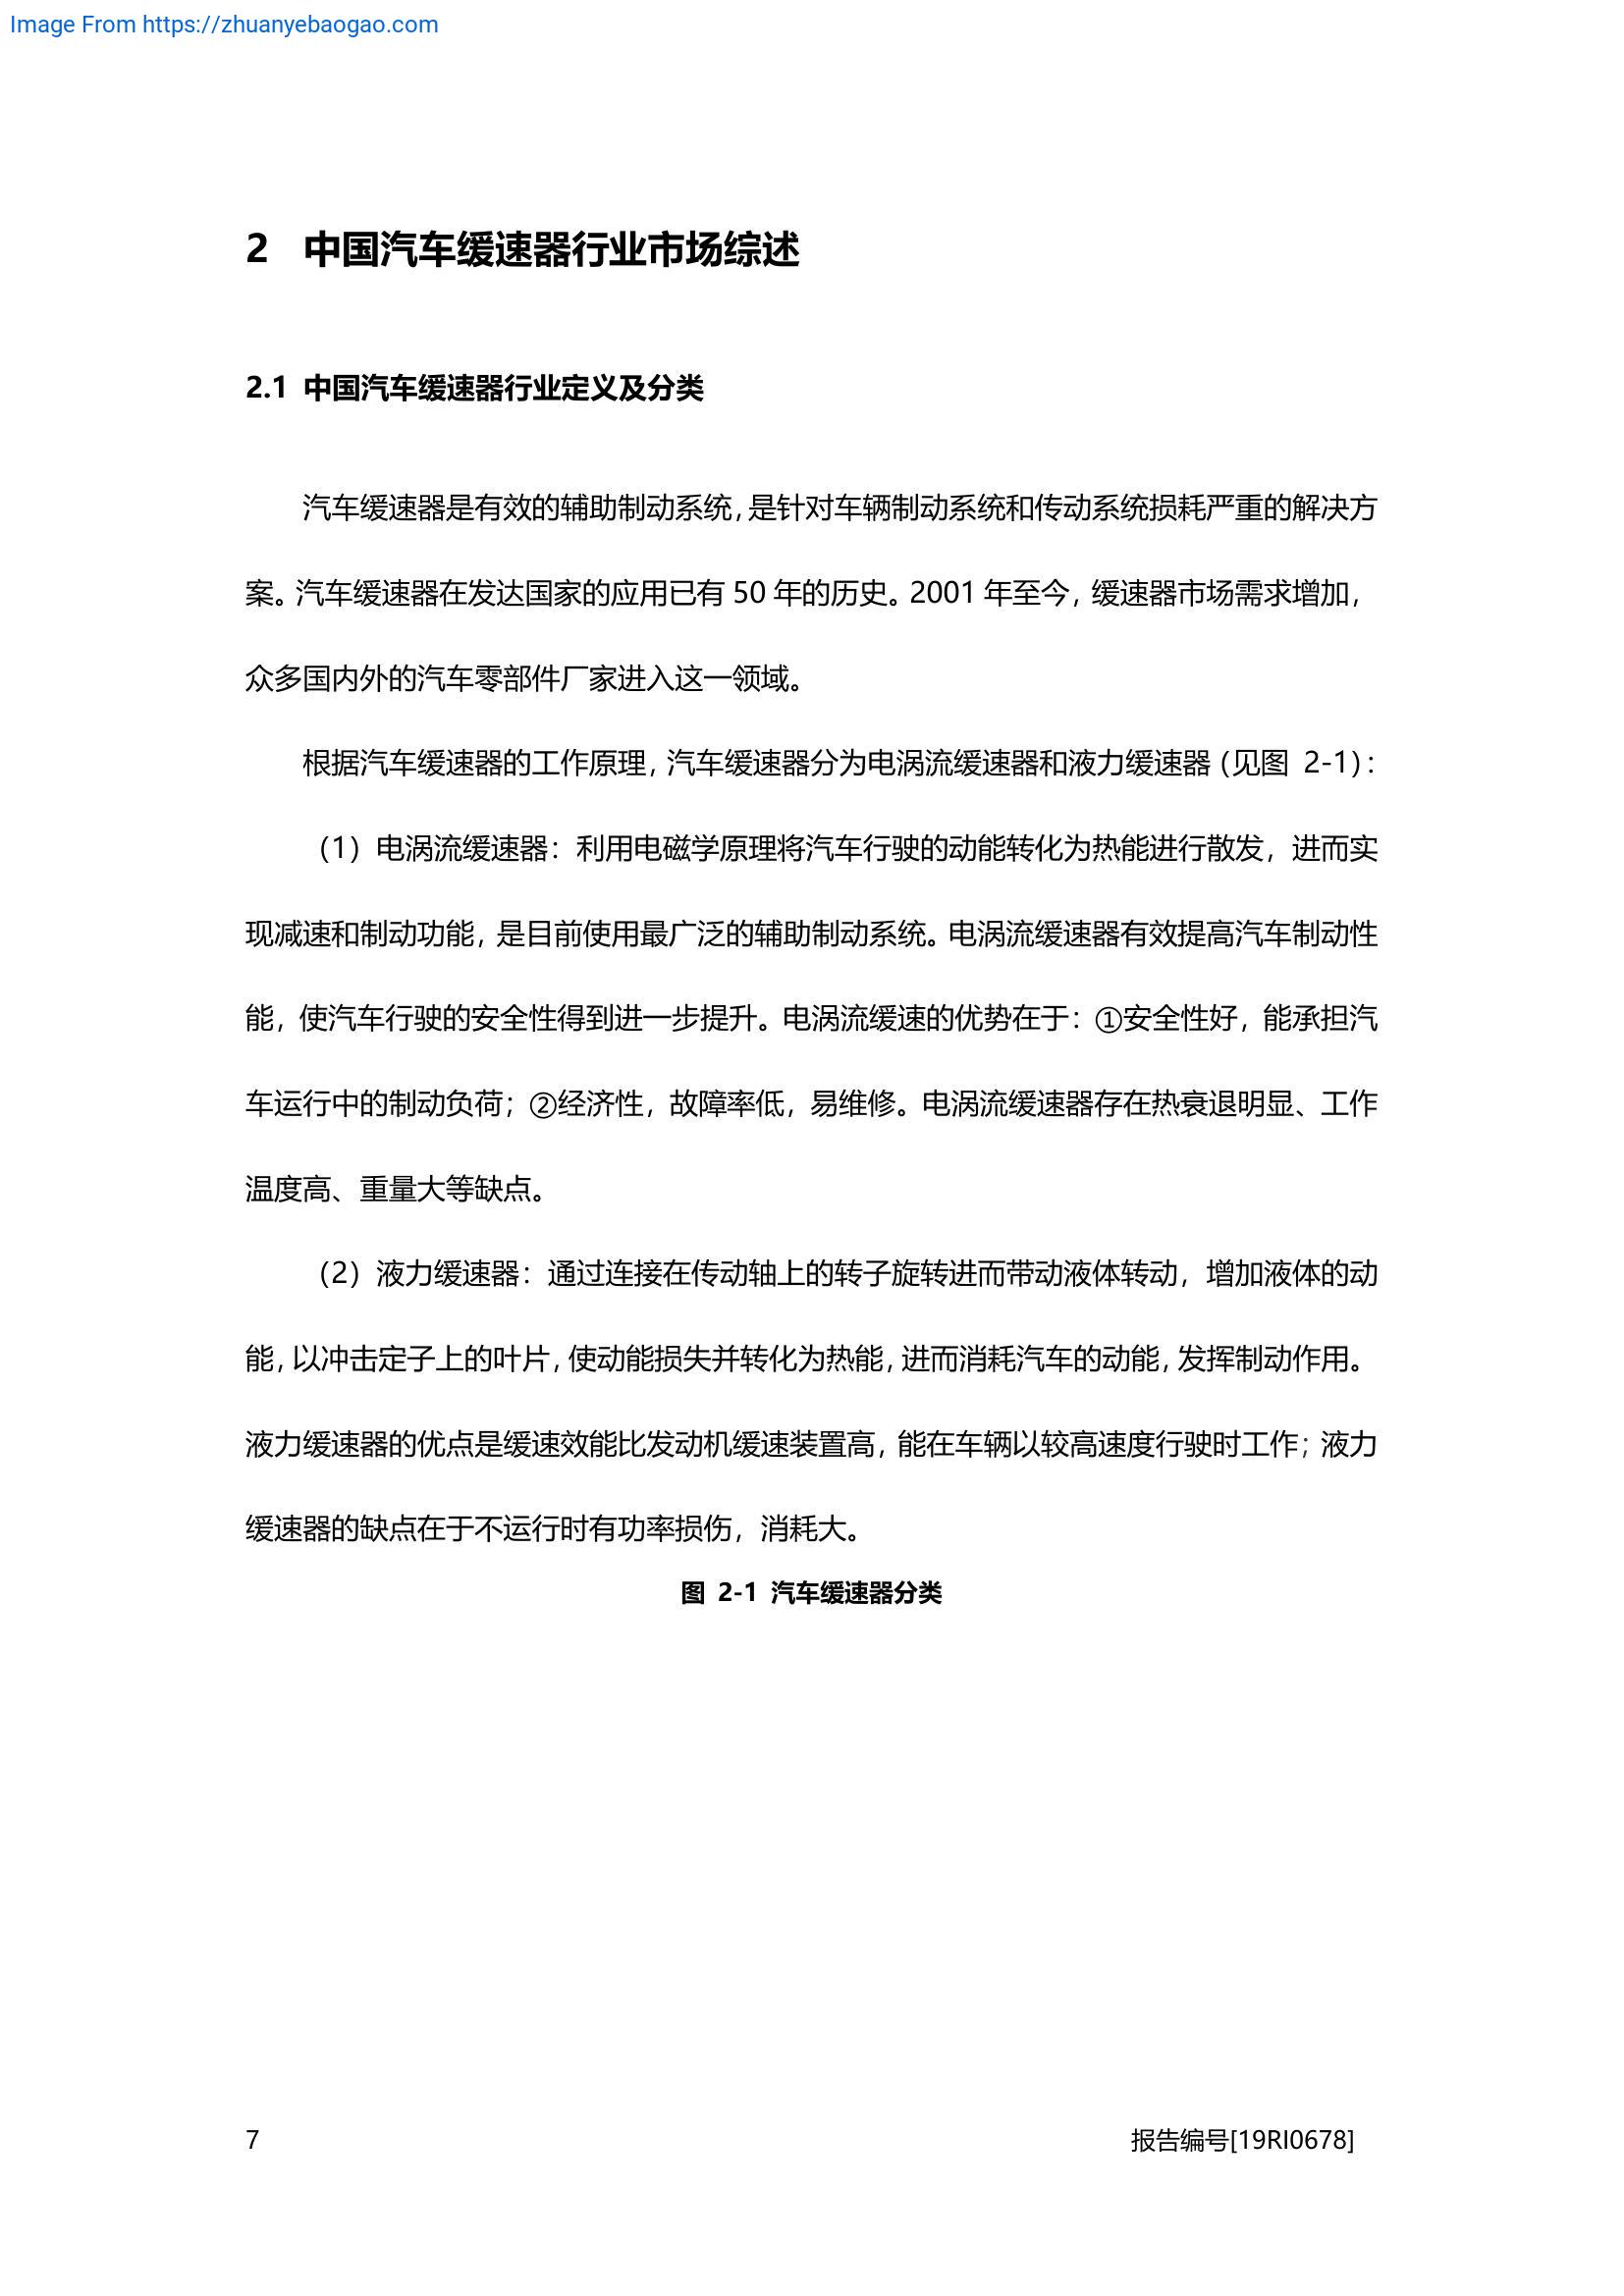 Image From https://zhuanyebaogao.com
2 中国汽车缓速器行业市场综述
2.1 中国汽车缓速器行业定义及分类
汽车缓速器是有效的辅助制动系统，是针对车辆制动系统和传动系统损耗严重的解决方
案。汽车缓速器在发达国家的应用已有 50 年的历史。2001 年至今，缓速器市场需求增加，
众多国内外的汽车零部件厂家进入这一领域。
根据汽车缓速器的工作原理，汽车缓速器分为电涡流缓速器和液力缓速器（见图 2-1）：
（1）电涡流缓速器：利用电磁学原理将汽车行驶的动能转化为热能进行散发，进而实
现减速和制动功能，是目前使用最广泛的辅助制动系统。电涡流缓速器有效提高汽车制动性
能，使汽车行驶的安全性得到进一步提升。电涡流缓速的优势在于：①安全性好，能承担汽
车运行中的制动负荷；②经济性，故障率低，易维修。电涡流缓速器存在热衰退明显、工作
温度高、重量大等缺点。
（2）液力缓速器：通过连接在传动轴上的转子旋转进而带动液体转动，增加液体的动
能，以冲击定子上的叶片，使动能损失并转化为热能，进而消耗汽车的动能，发挥制动作用。
液力缓速器的优点是缓速效能比发动机缓速装置高，能在车辆以较高速度行驶时工作；液力
缓速器的缺点在于不运行时有功率损伤，消耗大。
图 2-1 汽车缓速器分类
7 报告编号[19RI0678]